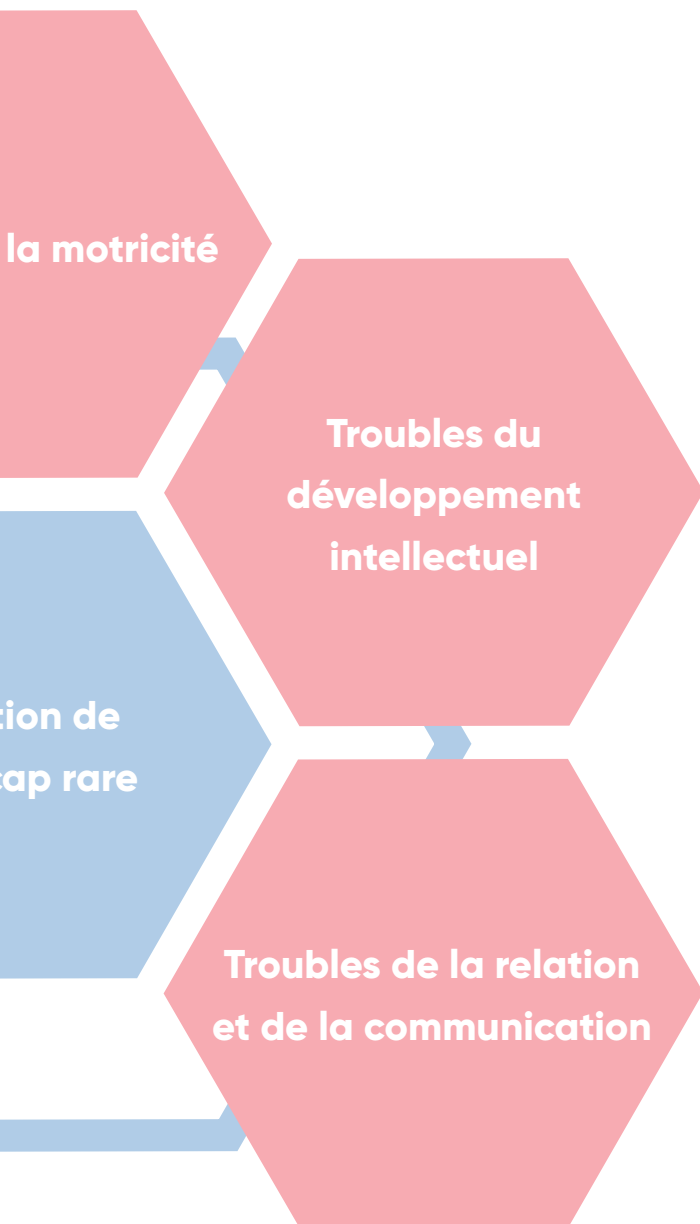 la motricité
Troubles du
développement
intellectuel
tion de
cap rare
Troubles de la relation
et de la communication